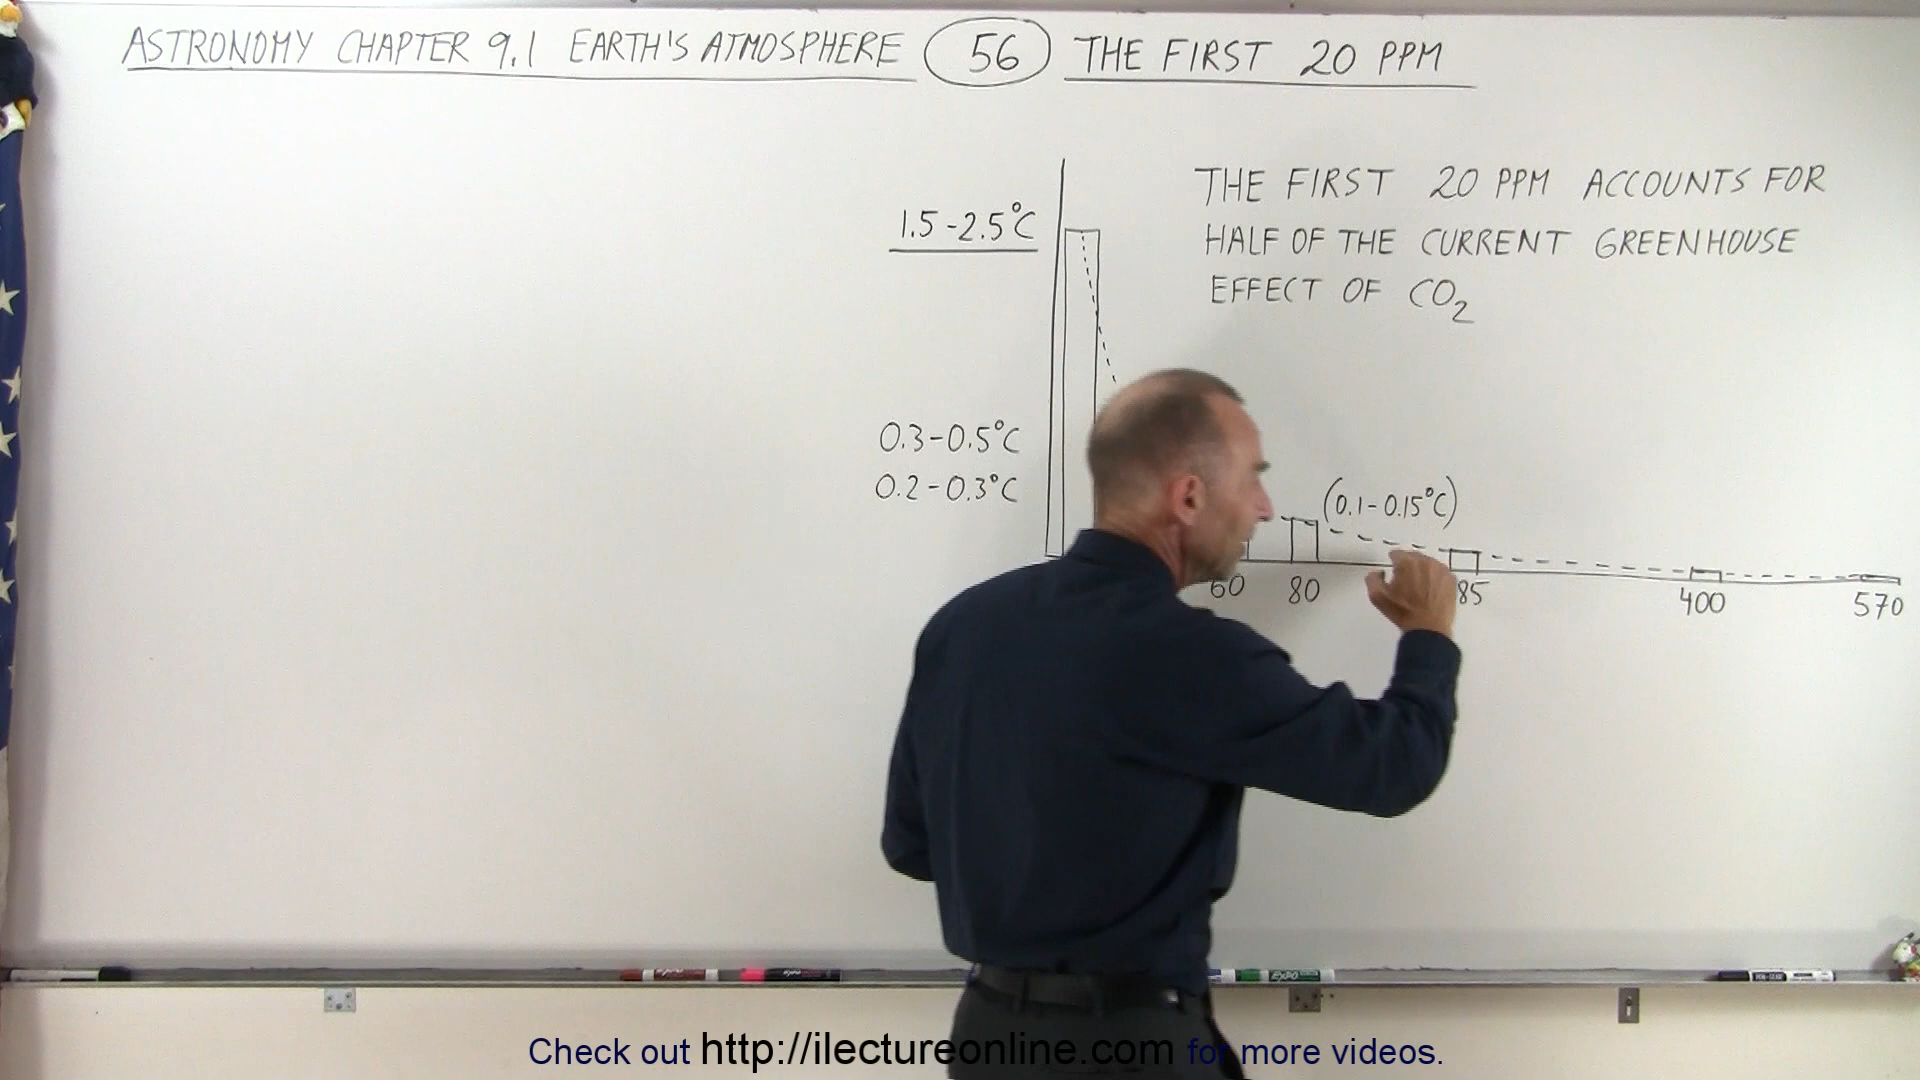 ASTRONOMY CHAPTER 9.1 EARTH'S ATMOSPHERE 56 THE FIRST 20 PPM
THE FIRST 20 PPM ACCOUNTS FOR
HALF OF THE CURRENT GREENHOUSE
EFFECT OF CO2
1.5-2.5°C
0.3-0.5°C
0.2-0.3°C
(0.1-0.15°C)
60 80 85 400 570
EXPO
Check out http://ilectureonline.com for more videos.